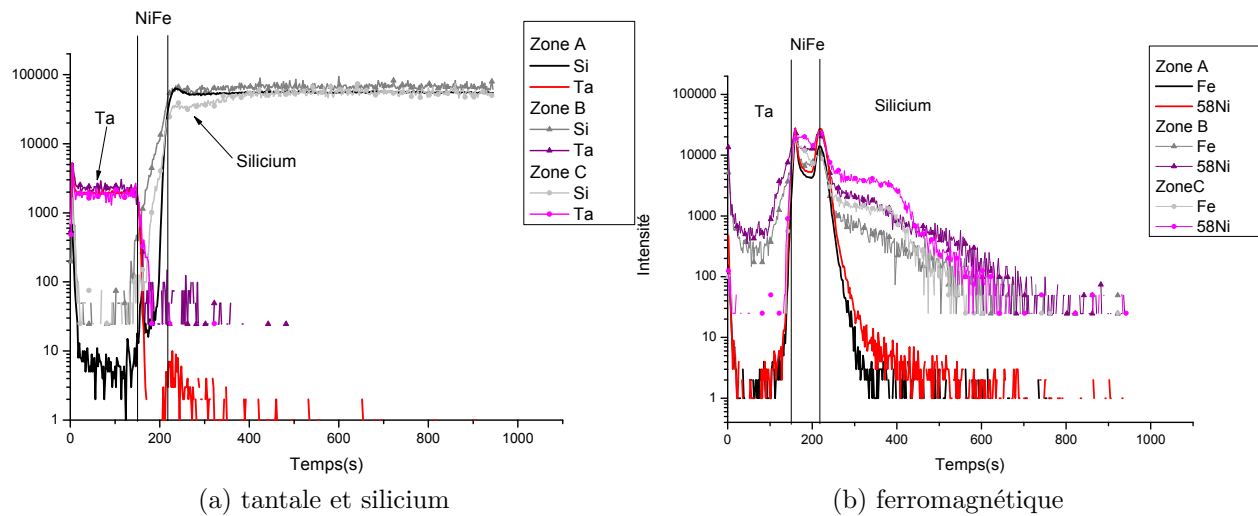 NiFe
Zone A
Si
Ta
Zone B
Si
Ta
Zone C
Si
Ta
100000
10000
1000
100
10
1
Ta
Silicium
0
200
400
600
800
1000
Temps(s)
(a) tantale et silicium
NiFe
Ta
Silicium
Zone A
Fe
58Ni
Zone B
Fe
58Ni
ZoneC
Fe
58Ni
Intensité
100000
10000
1000
100
10
1
0
200
400
600
800
1000
Temps(s)
(b) ferromagnétique